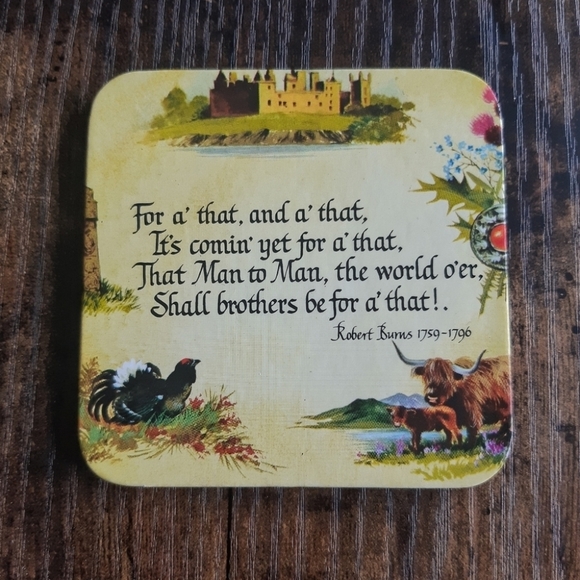 For a' that, and a' that,
It's comin' yet for a' that,
That Man to Man, the world o'er,
Shall brothers be for a' that!.
Robert Burns 1759-1796